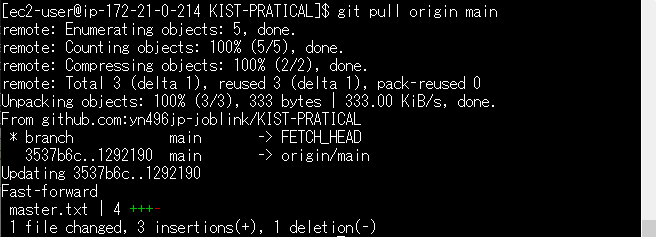 [ec2-user@ip-172-21-0-214 KIST-PRATICAL]$ git pull origin main
remote: Enumerating objects: 5, done.
remote: Counting objects: 100% (5/5), done.
remote: Compressing objects: 100% (2/2), done.
remote: Total 3 (delta 1), reused 3 (delta 1), pack-reused 0
Unpacking objects: 100% (3/3), 333 bytes | 333.00 KiB/s, done.
From github.com:yn496jp-joblink/KIST-PRATICAL
 * branch            main       -> FETCH_HEAD
   3537b6c..1292190  main       -> origin/main
Updating 3537b6c..1292190
Fast-forward
 master.txt | 4 +++-
 1 file changed, 3 insertions(+), 1 deletion(-)